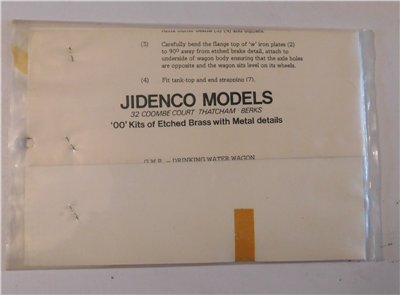 (3) Carefully bend the flange top of 'w' iron plates (2)
to 90° away from etched brake detail, attach to
underside of wagon body ensuring that the axle holes
are opposite and the wagon sits level on its wheels.
(4) Fit tank-top and end strapping (7).
JIDENCO MODELS
32 COOMBE COURT THATCHAM BERKS
'OO' Kits of Etched Brass with Metal details
G.W.R. - DRINKING WATER WAGON